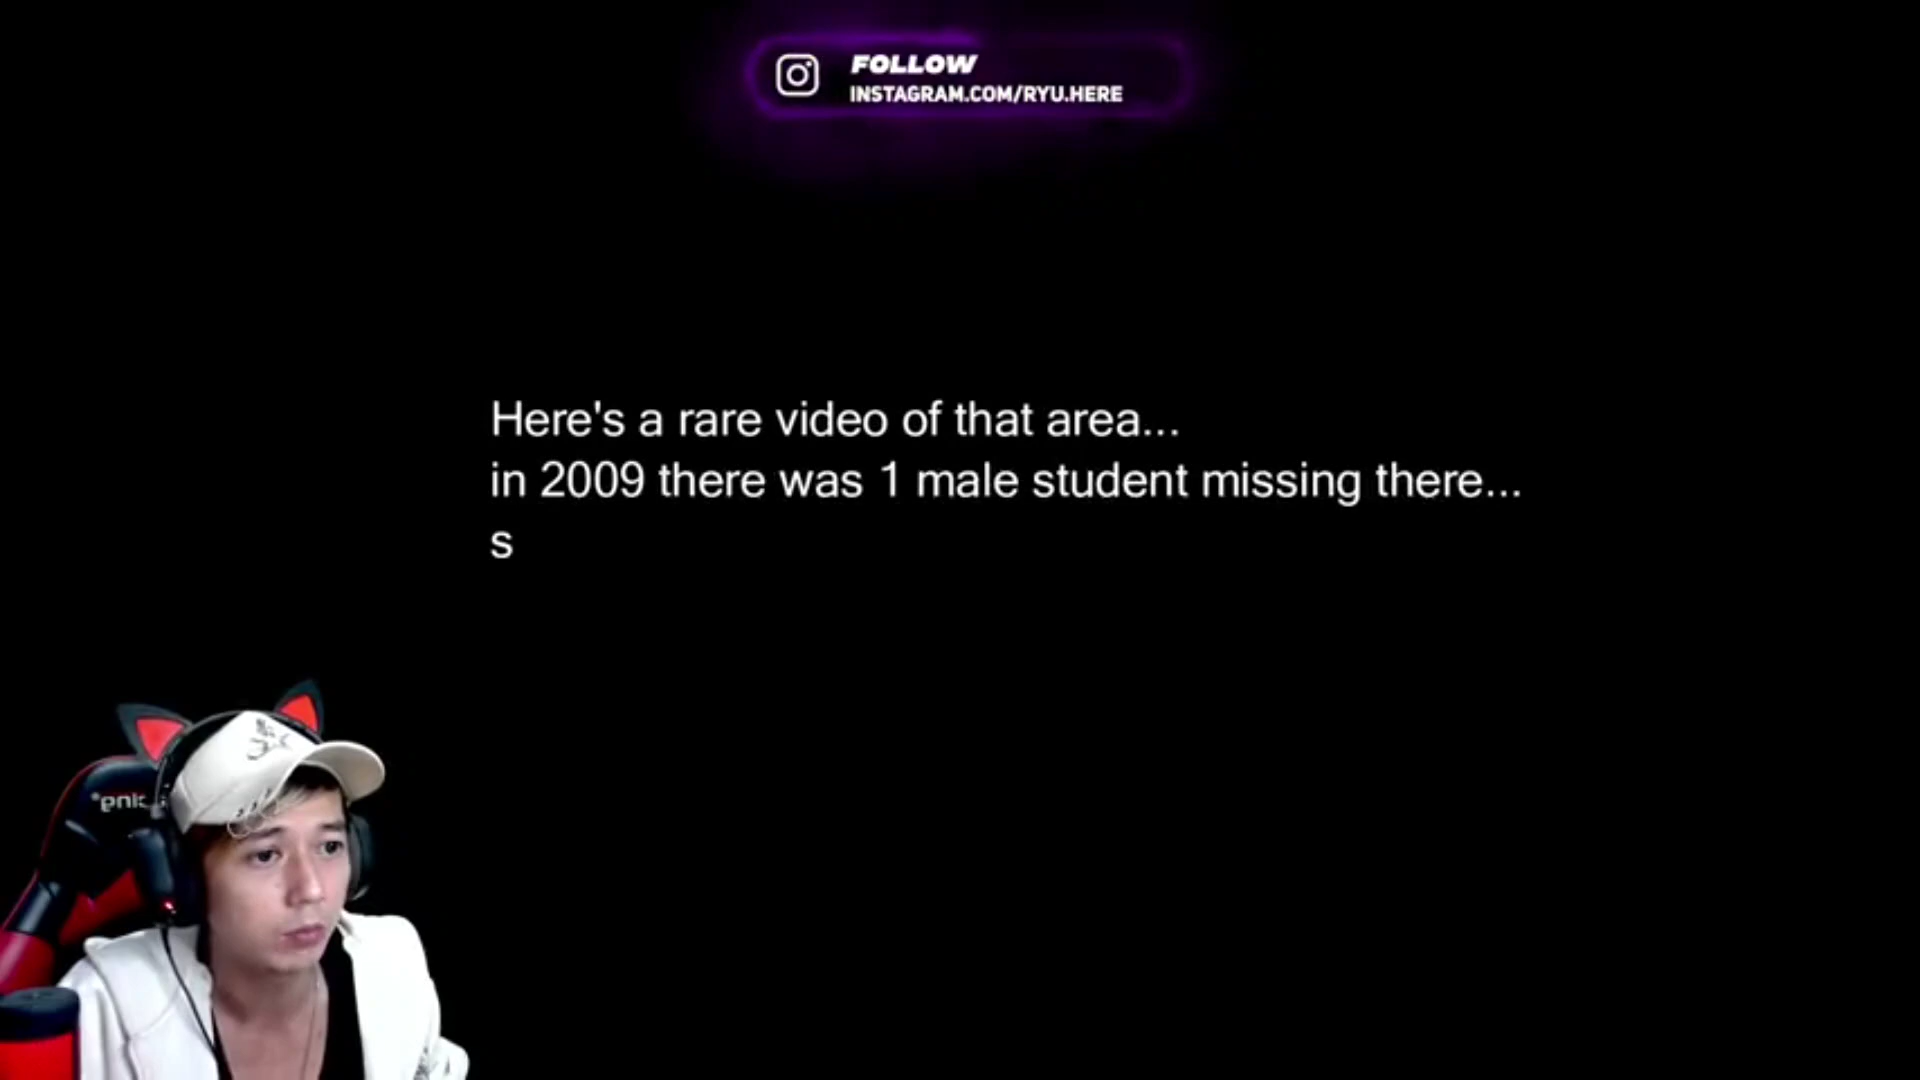 FOLLOW
INSTAGRAM.COM/RYU.HERE
Here's a rare video of that area...
in 2009 there was 1 male student missing there...
s